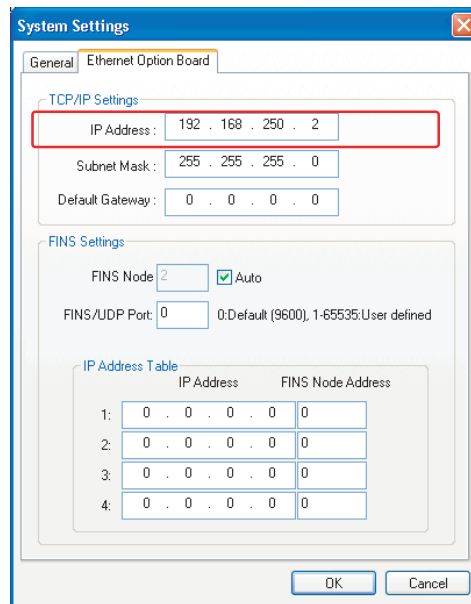 System Settings
General Ethernet Option Board
TCP/IP Settings
IP Address : 192 . 168 . 250 . 2
Subnet Mask : 255 . 255 . 255 . 0
Default Gateway : 0 . 0 . 0 . 0
FINS Settings
FINS Node 2 Auto
FINS/UDP Port: 0 0:Default (9600), 1-65535:User defined
IP Address Table
IP Address FINS Node Address
1: 0 . 0 . 0 . 0 0
2: 0 . 0 . 0 . 0 0
3: 0 . 0 . 0 . 0 0
4: 0 . 0 . 0 . 0 0
OK Cancel